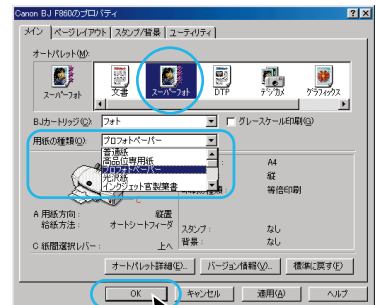 Canon BJ F860のプロパティ
メイン ページレイアウト スタンプ/背景 ユーティリティ
オートパレット(M):
スーパーフォト 文書 スーパーフォト DTP デジカメ グラフィックス
BJカートリッジ(C): フォト グレースケール印刷(G)
用紙の種類(O): プロフォトペーパー
普通紙
高品位専用紙
プロフォトペーパー
光沢紙
インクジェット官製葉書
A4
縦
等倍印刷
A 用紙方向: 縦置
給紙方法: オートシートフィーダ
スタンプ: なし
C 紙間選択レバー: 上へ
背景: なし
オートパレット詳細(E)... バージョン情報(V)... 標準に戻す(F)
OK キャンセル 適用(A) ヘルプ